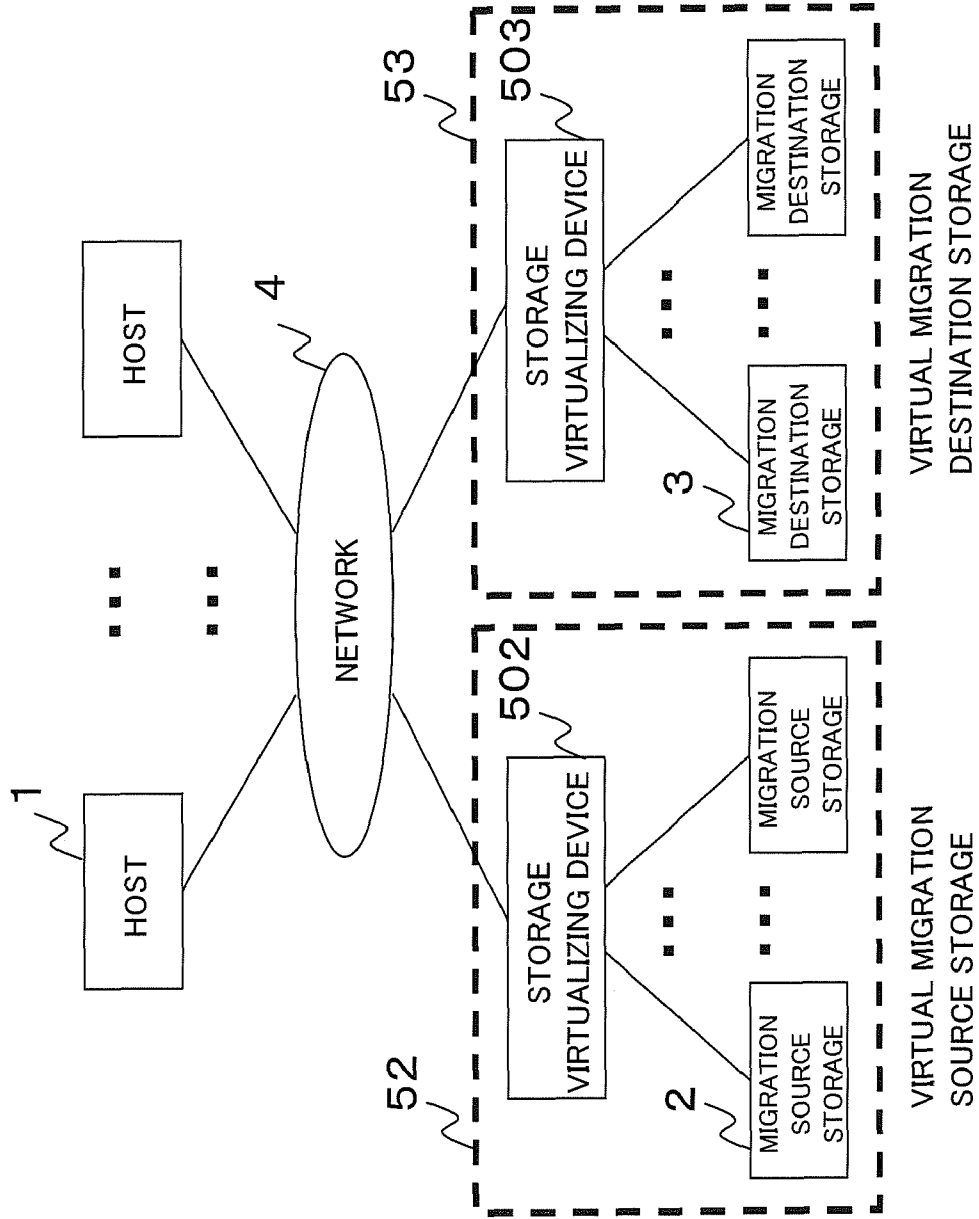 1
HOST
HOST
4
NETWORK
52
502
STORAGE
VIRTUALIZING DEVICE
2
MIGRATION
SOURCE
STORAGE
MIGRATION
SOURCE
STORAGE
VIRTUAL MIGRATION
SOURCE STORAGE
53
503
STORAGE
VIRTUALIZING DEVICE
3
MIGRATION
DESTINATION
STORAGE
MIGRATION
DESTINATION
STORAGE
VIRTUAL MIGRATION
DESTINATION STORAGE